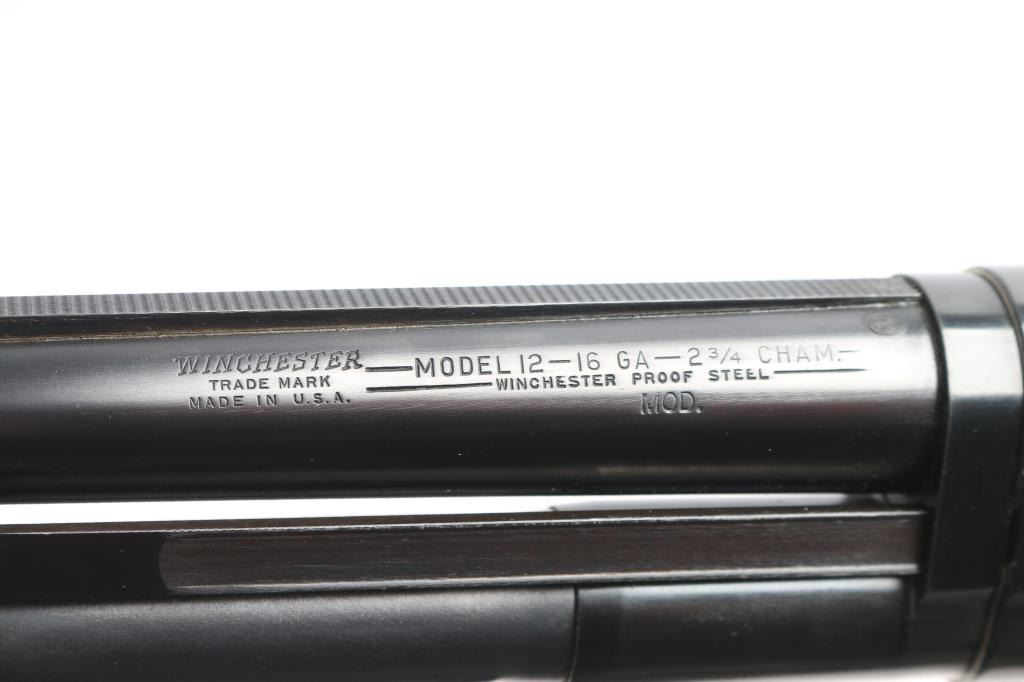 WINCHESTER
TRADE MARK
MADE IN U.S.A.
MODEL 12-16 GA-2 3/4 CHAM.-
WINCHESTER PROOF STEEL
MOD.